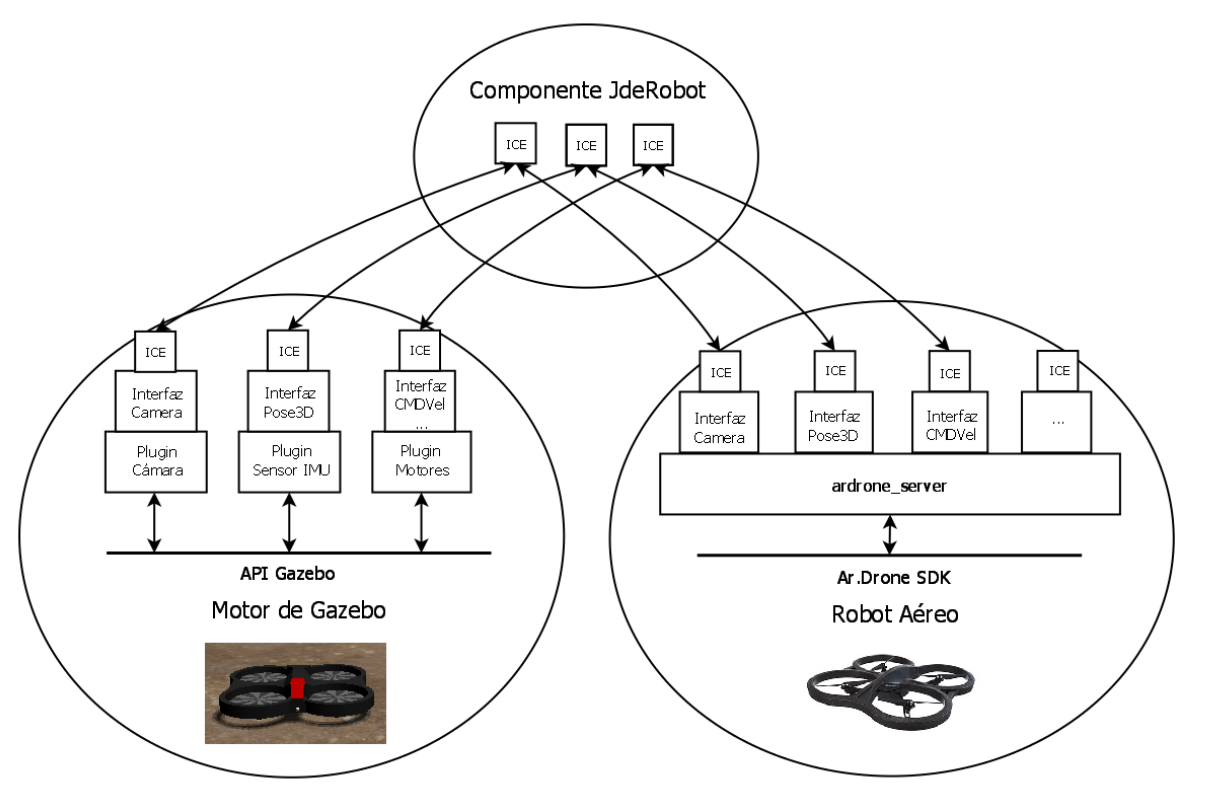 Componente JdeRobot
ICE
ICE
ICE
ICE
Interfaz
Camera
Plugin
Cámara
ICE
Interfaz
Pose3D
Plugin
Sensor IMU
ICE
Interfaz
CMDVel
...
Plugin
Motores
API Gazebo
Motor de Gazebo
ICE
Interfaz
Camera
ICE
Interfaz
Pose3D
ICE
Interfaz
CMDVel
ICE
...
ardrone_server
Ar.Drone SDK
Robot Aéreo